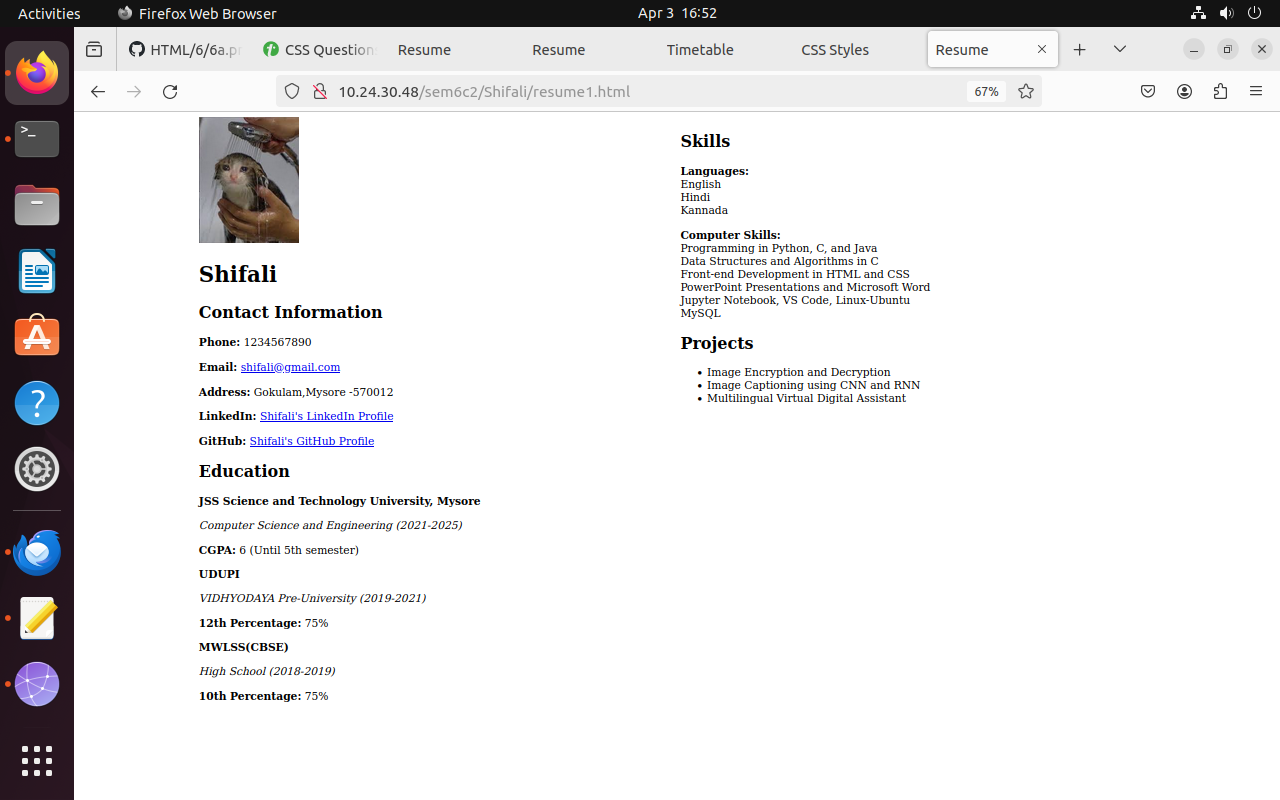 Activities
Firefox Web Browser
Apr 3 16:52
HTML/6/6a.pr
CSS Question
Resume
Resume
Timetable
CSS Styles
Resume
10.24.30.48/sem6c2/Shifali/resume1.html
67%
>_
?
Shifali
Contact Information
Phone: 1234567890
Email: shifali@gmail.com
Address: Gokulam,Mysore -570012
LinkedIn: Shifali's LinkedIn Profile
GitHub: Shifali's GitHub Profile
Education
JSS Science and Technology University, Mysore
Computer Science and Engineering (2021-2025)
CGPA: 6 (Until 5th semester)
UDUPI
VIDHYODAYA Pre-University (2019-2021)
12th Percentage: 75%
MWLSS(CBSE)
High School (2018-2019)
10th Percentage: 75%
Skills
Languages:
English
Hindi
Kannada
Computer Skills:
Programming in Python, C, and Java
Data Structures and Algorithms in C
Front-end Development in HTML and CSS
PowerPoint Presentations and Microsoft Word
Jupyter Notebook, VS Code, Linux-Ubuntu
MySQL
Projects
• Image Encryption and Decryption
• Image Captioning using CNN and RNN
• Multilingual Virtual Digital Assistant